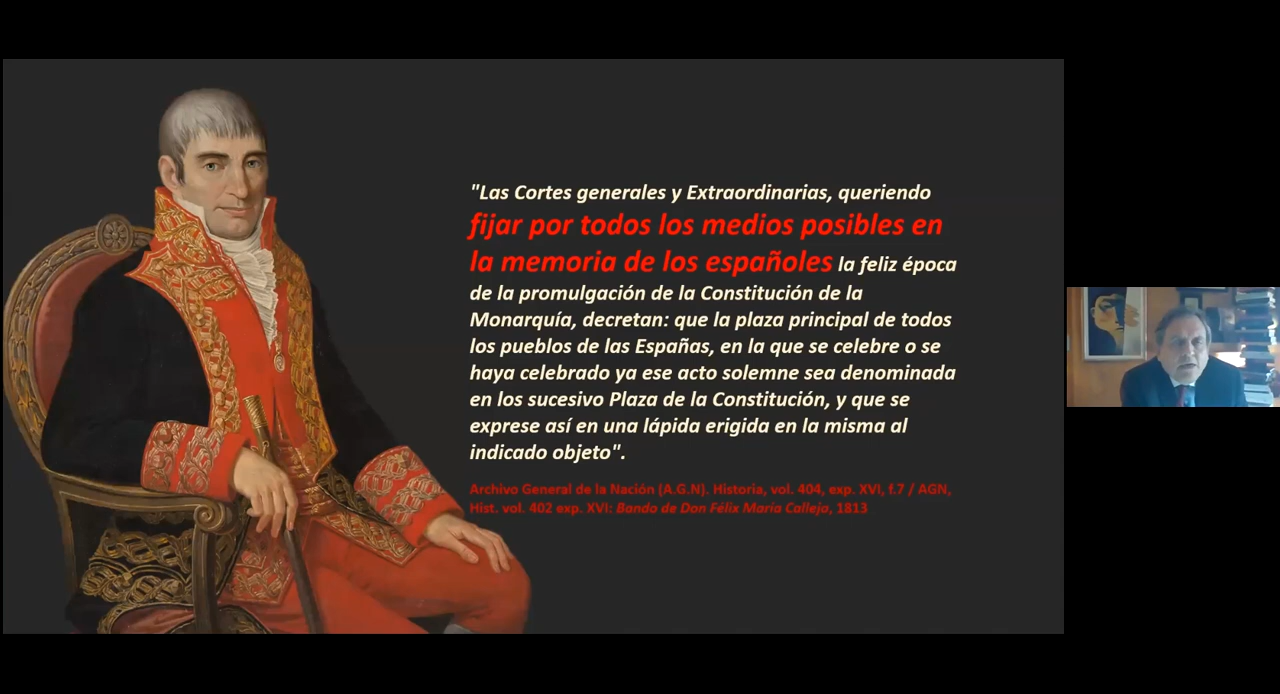 "Las Cortes generales y Extraordinarias, queriendo
fijar por todos los medios posibles en
la memoria de los españoles la feliz época
de la promulgación de la Constitución de la
Monarquía, decretan: que la plaza principal de todos
los pueblos de las Españas, en la que se celebre o se
haya celebrado ya ese acto solemne sea denominada
en los sucesivo Plaza de la Constitución, y que se
exprese así en una lápida erigida en la misma al
indicado objeto".
Archivo General de la Nación (A.G.N). Historia, vol. 404, exp. XVI, f.7 / AGN,
Hist. vol. 402 exp. XVI: Bando de Don Félix María Calleja, 1813